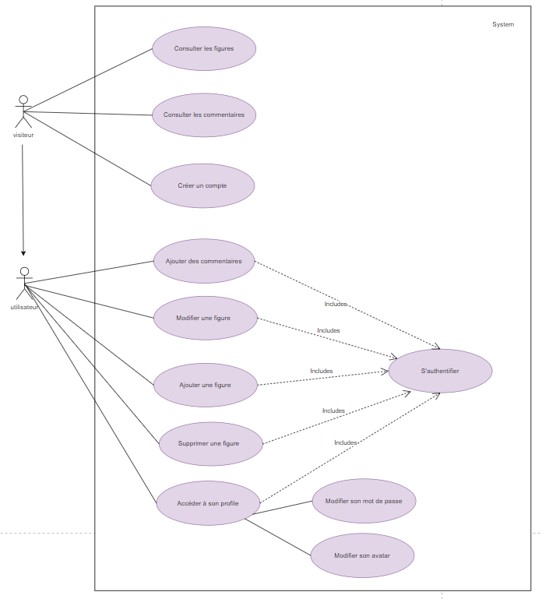 System
Consulter les figures
visiteur
Consulter les commentaires
Créer un compte
Ajouter des commentaires
utilisateur
Includes
Modifier une figure
Includes
Ajouter une figure
Includes
S'authentifier
Includes
Supprimer une figure
Includes
Accéder à son profile
Modifier son mot de passe
Modifier son avatar